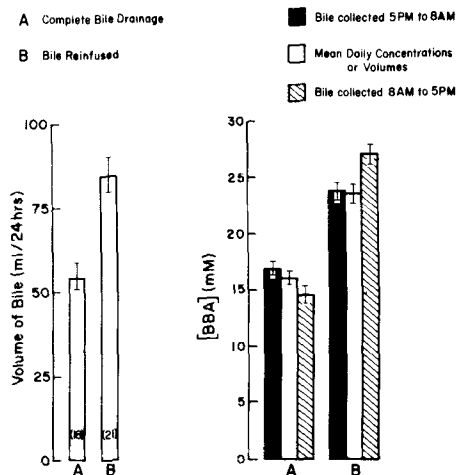 A Complete Bile Drainage
B Bile Reinfused
Bile collected 5PM to 8AM
Mean Daily Concentrations
or Volumes
Bile collected 8AM to 5PM
Volume of Bile (ml/24hrs)
100
75
50
25
0
(18)
(21)
A
B
[BBA] (mM)
30
25
20
15
10
5
0
A
B